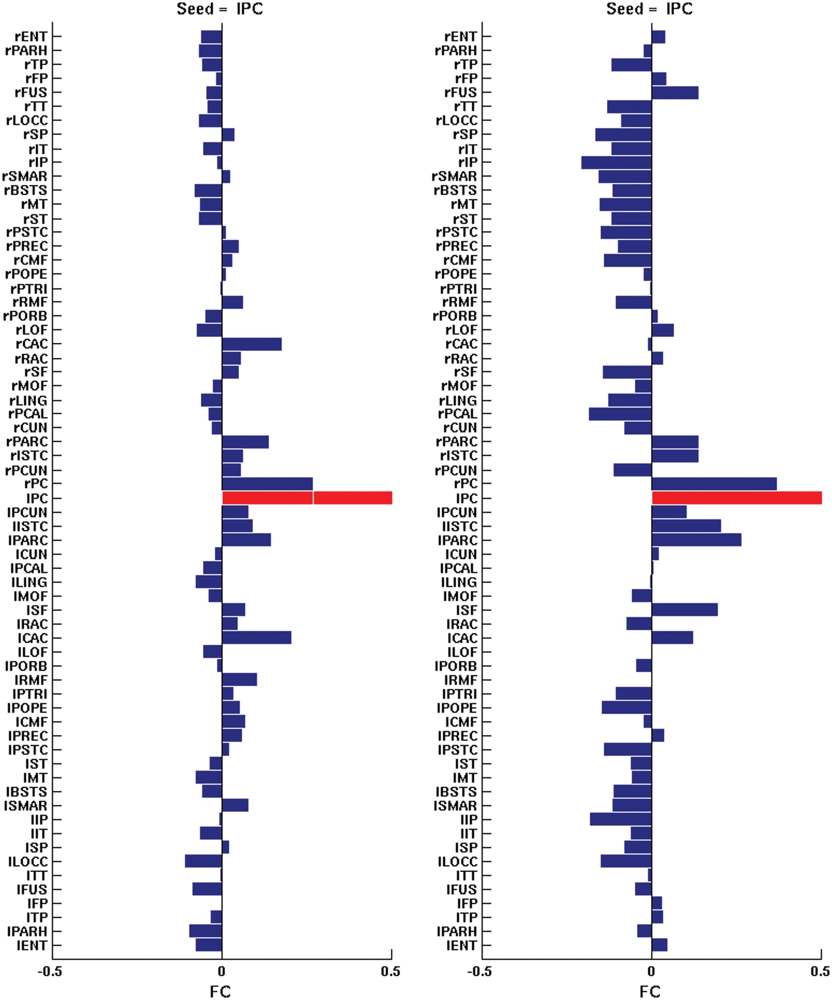 Seed = lPC
rENT
rPARH
rTP
rFP
rFUS
rTT
rLOCC
rSP
rIT
rIP
rSMAR
rBSTS
rMT
rST
rPSTC
rPREC
rCMF
rPOPE
rPTRI
rRMF
rPORB
rLOF
rCAC
rRAC
rSF
rMOF
rLING
rPCAL
rCUN
rPARC
rISTC
rPCUN
rPC
lPC
lPCUN
lISTC
lPARC
lCUN
lPCAL
lLING
lMOF
lSF
lRAC
lCAC
lLOF
lPORB
lRMF
lPTRI
lPOPE
lCMF
lPREC
lPSTC
lST
lMT
lBSTS
lSMAR
lIP
lIT
lSP
lLOCC
lTT
lFUS
lFP
lTP
lPARH
lENT
-0.5 0 0.5
FC
Seed = lPC
rENT
rPARH
rTP
rFP
rFUS
rTT
rLOCC
rSP
rIT
rIP
rSMAR
rBSTS
rMT
rST
rPSTC
rPREC
rCMF
rPOPE
rPTRI
rRMF
rPORB
rLOF
rCAC
rRAC
rSF
rMOF
rLING
rPCAL
rCUN
rPARC
rISTC
rPCUN
rPC
lPC
lPCUN
lISTC
lPARC
lCUN
lPCAL
lLING
lMOF
lSF
lRAC
lCAC
lLOF
lPORB
lRMF
lPTRI
lPOPE
lCMF
lPREC
lPSTC
lST
lMT
lBSTS
lSMAR
lIP
lIT
lSP
lLOCC
lTT
lFUS
lFP
lTP
lPARH
lENT
-0.5 0 0.5
FC